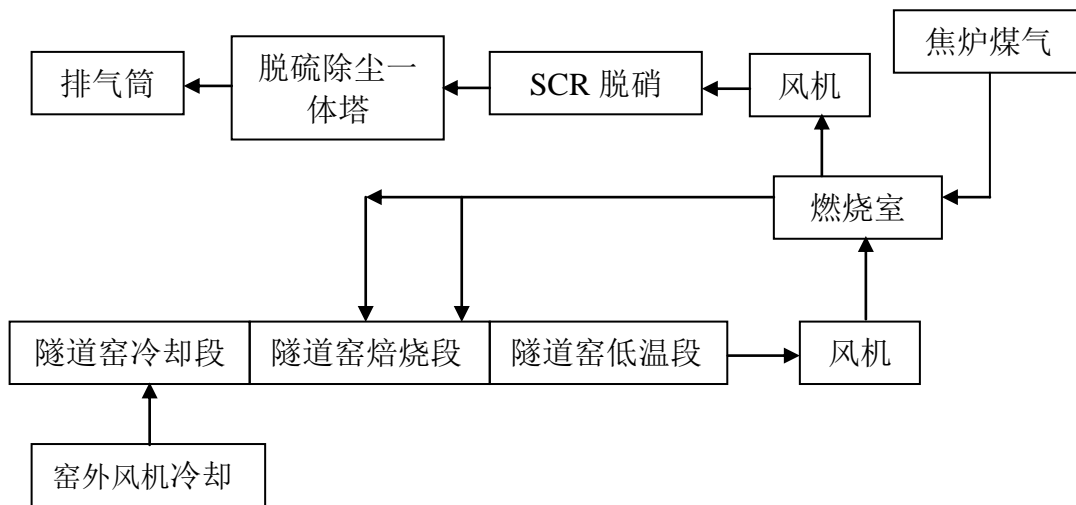 焦炉煤气
排气筒
脱硫除尘一
体塔
SCR 脱硝
风机
燃烧室
隧道窑冷却段
隧道窑焙烧段
隧道窑低温段
风机
窑外风机冷却